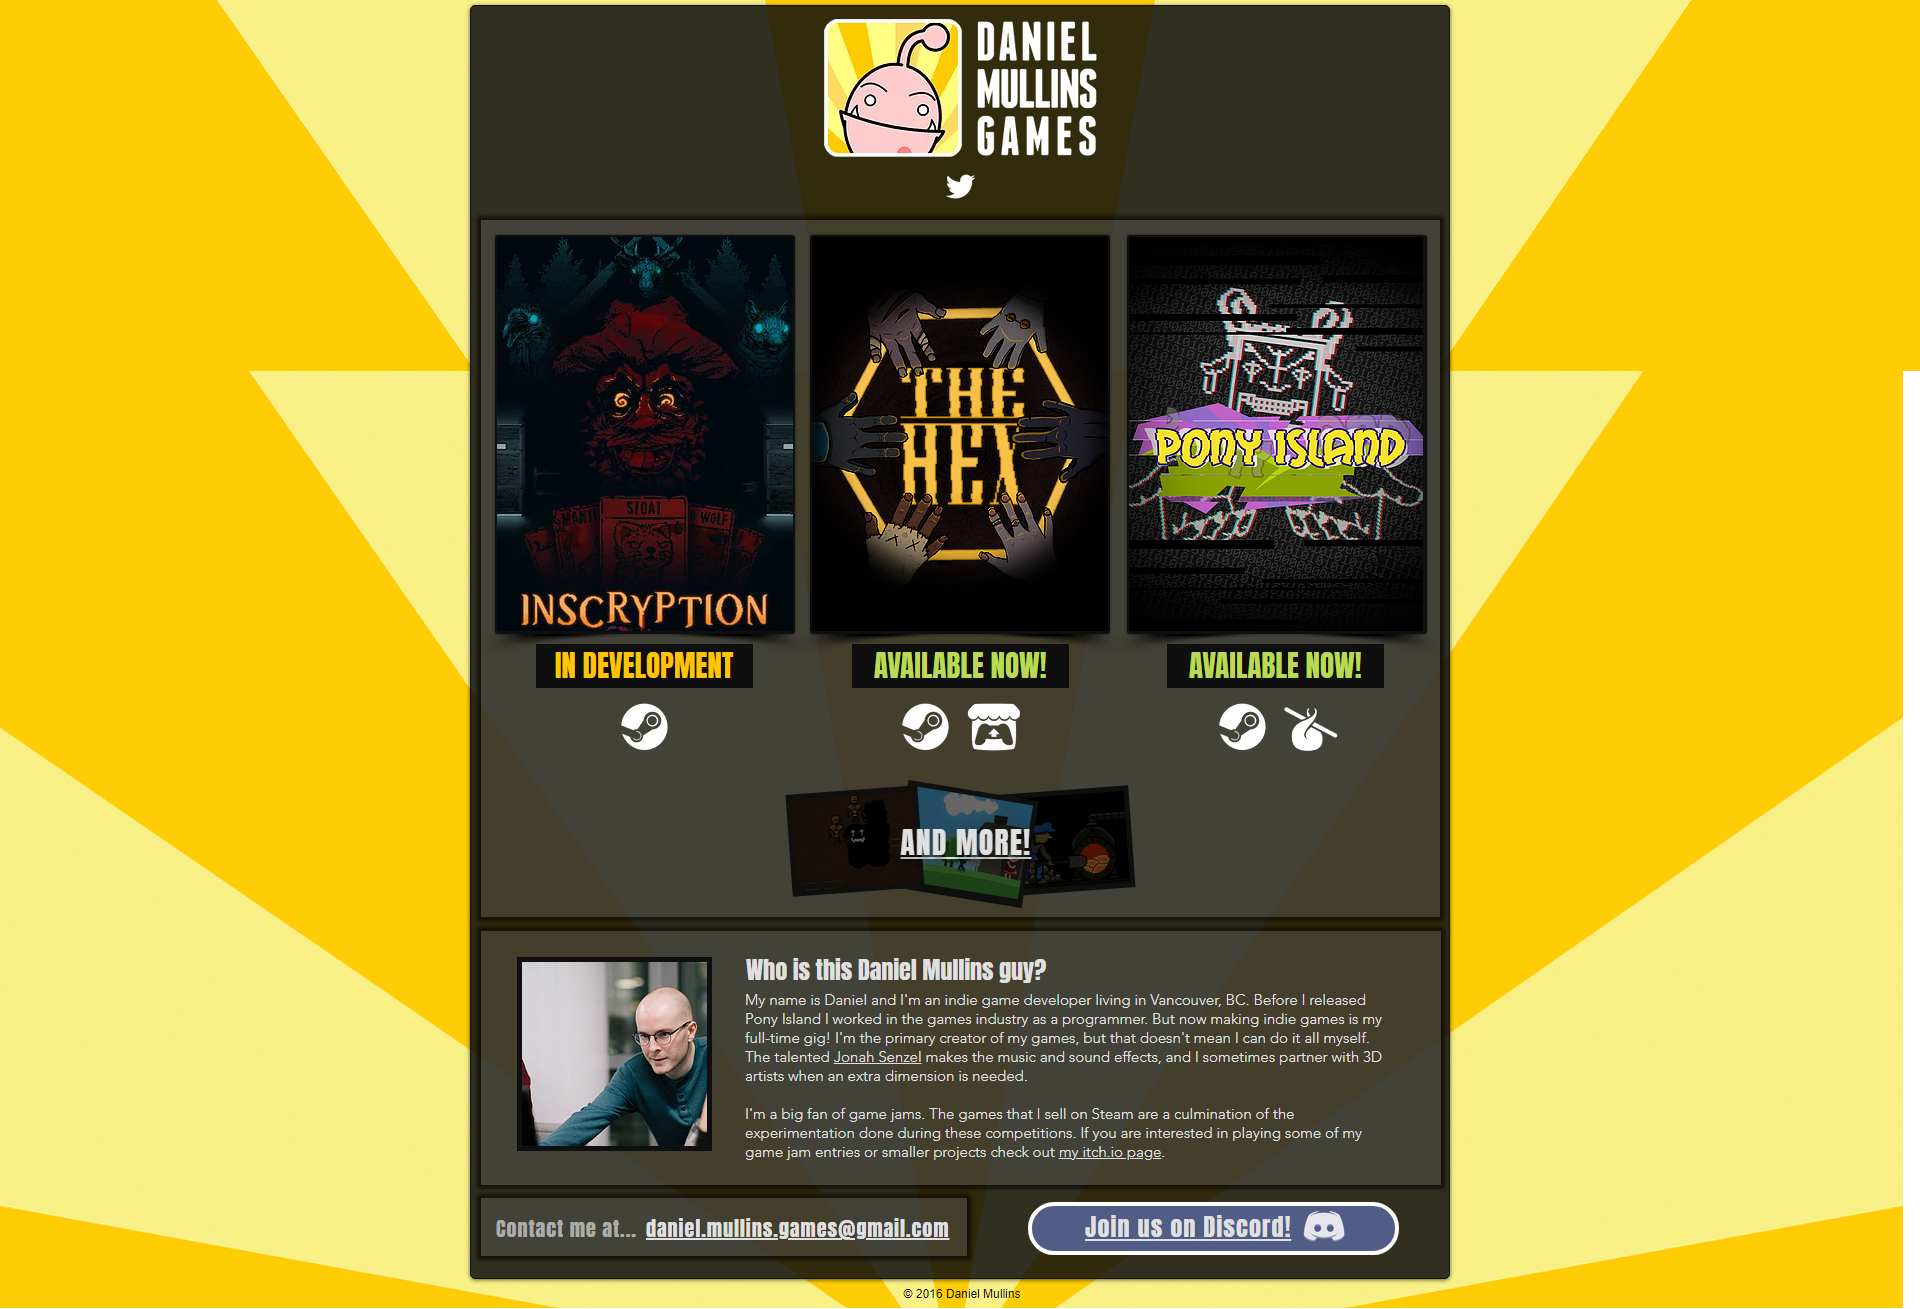 DANIEL
MULLINS
GAMES
STOAT
WOLF
INSCRYPTION
THE
HEX
PONY ISLAND
IN DEVELOPMENT
AVAILABLE NOW!
AVAILABLE NOW!
AND MORE!
Who is this Daniel Mullins guy?
My name is Daniel and I'm an indie game developer living in Vancouver, BC. Before I released
Pony Island I worked in the games industry as a programmer. But now making indie games is my
full-time gig! I'm the primary creator of my games, but that doesn't mean I can do it all myself.
The talented Jonah Senzel makes the music and sound effects, and I sometimes partner with 3D
artists when an extra dimension is needed.
I'm a big fan of game jams. The games that I sell on Steam are a culmination of the
experimentation done during these competitions. If you are interested in playing some of my
game jam entries or smaller projects check out my itch.io page.
Contact me at... daniel.mullins.games@gmail.com
Join us on Discord!
© 2016 Daniel Mullins